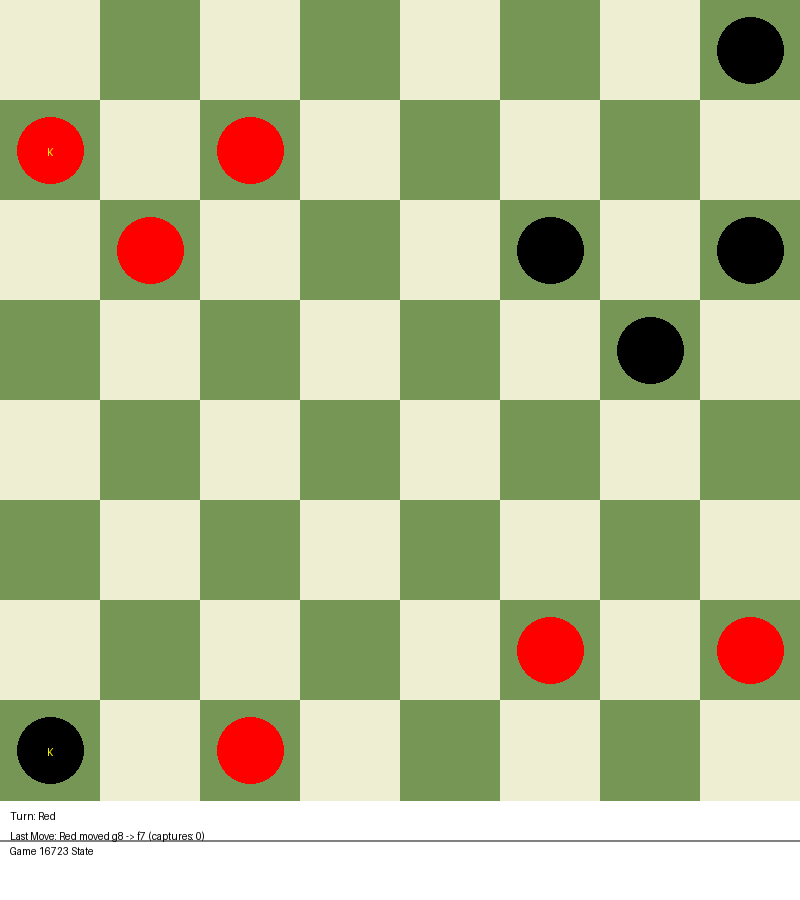 K
K
Turn: Red
Last Move: Red moved g8 -> f7 (captures: 0)
Game 16723 State